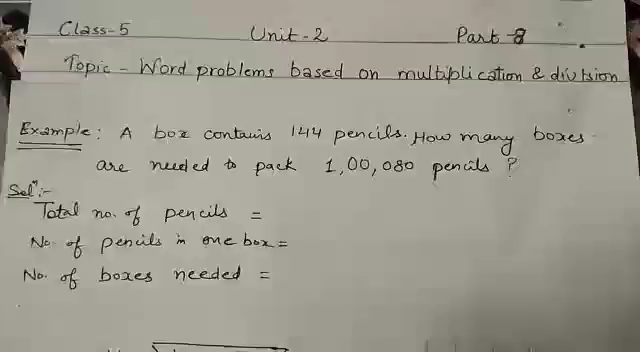 Class-5 Unit-2 Part-8
Topic - Word problems based on multiplication & division
Example: A box contains 144 pencils. How many boxes
are needed to pack 1,00,080 pencils?
Solⁿ:-
Total no. of pencils =
No. of pencils in one box =
No. of boxes needed =